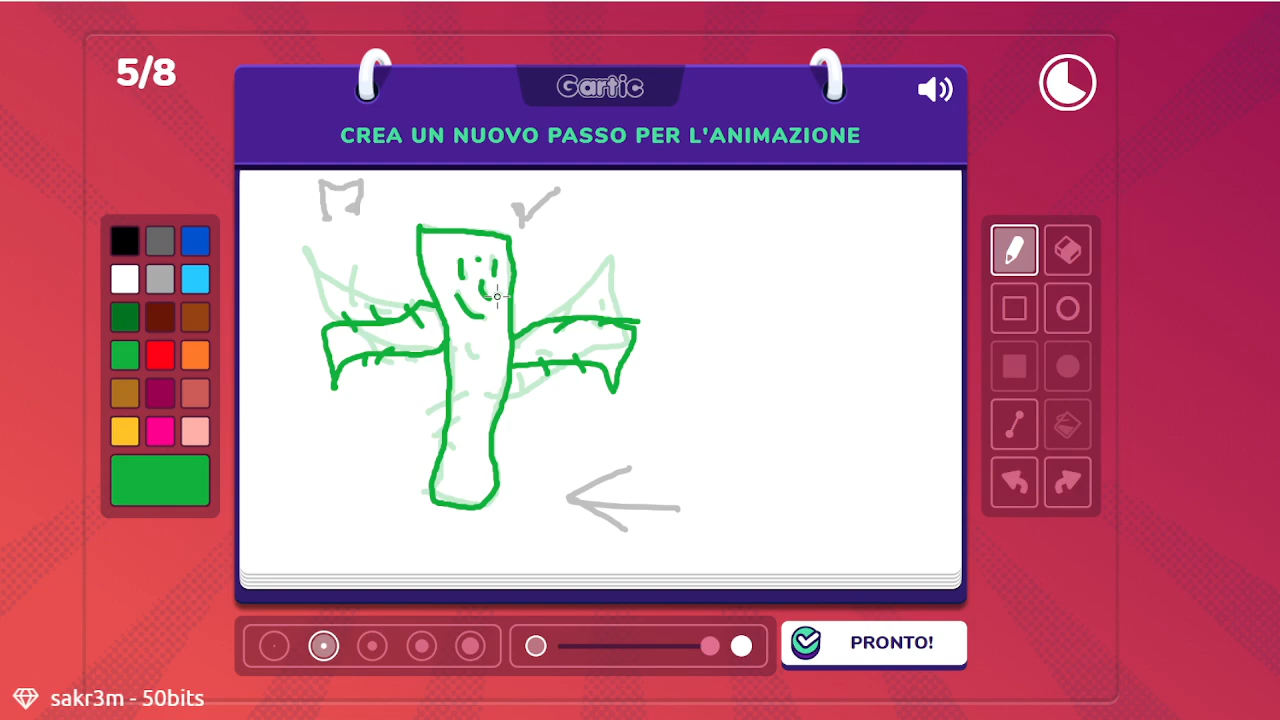 5/8
Gartic
CREA UN NUOVO PASSO PER L'ANIMAZIONE
PRONTO!
sakr3m - 50bits